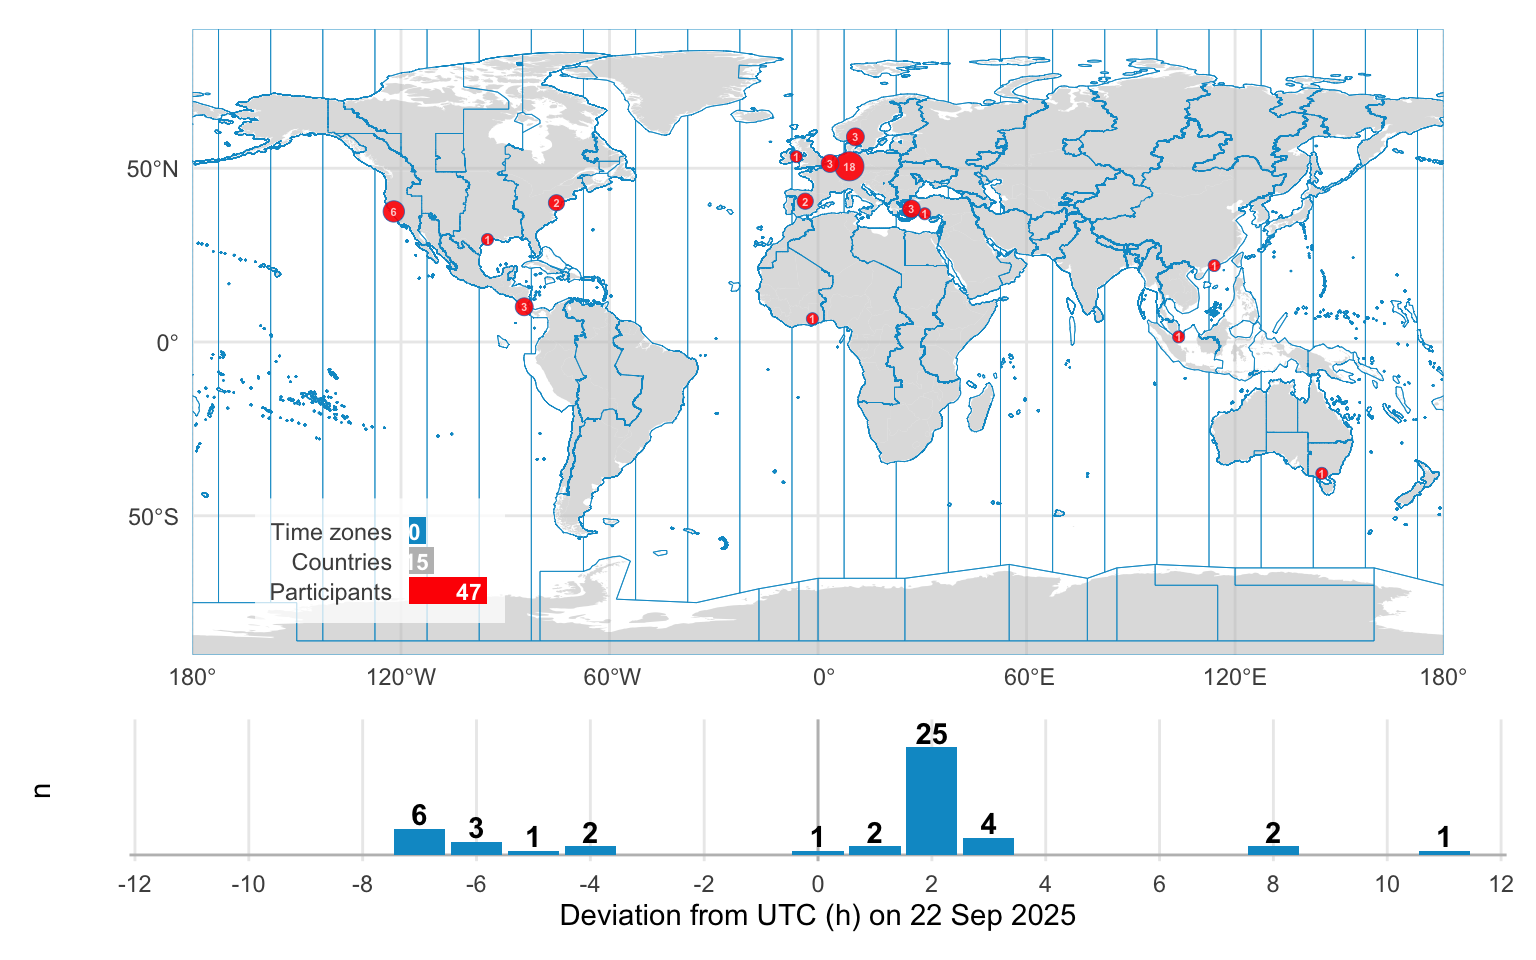 50°N
0°
50°S
3
1
3
18
2
6
2
3
1
1
1
3
1
1
1
Time zones 0
Countries 15
Participants 47
180° 120°W 60°W 0° 60°E 120°E 180°
n
6 3 1 2 1 2 25 4 2 1
-12 -10 -8 -6 -4 -2 0 2 4 6 8 10 12
Deviation from UTC (h) on 22 Sep 2025